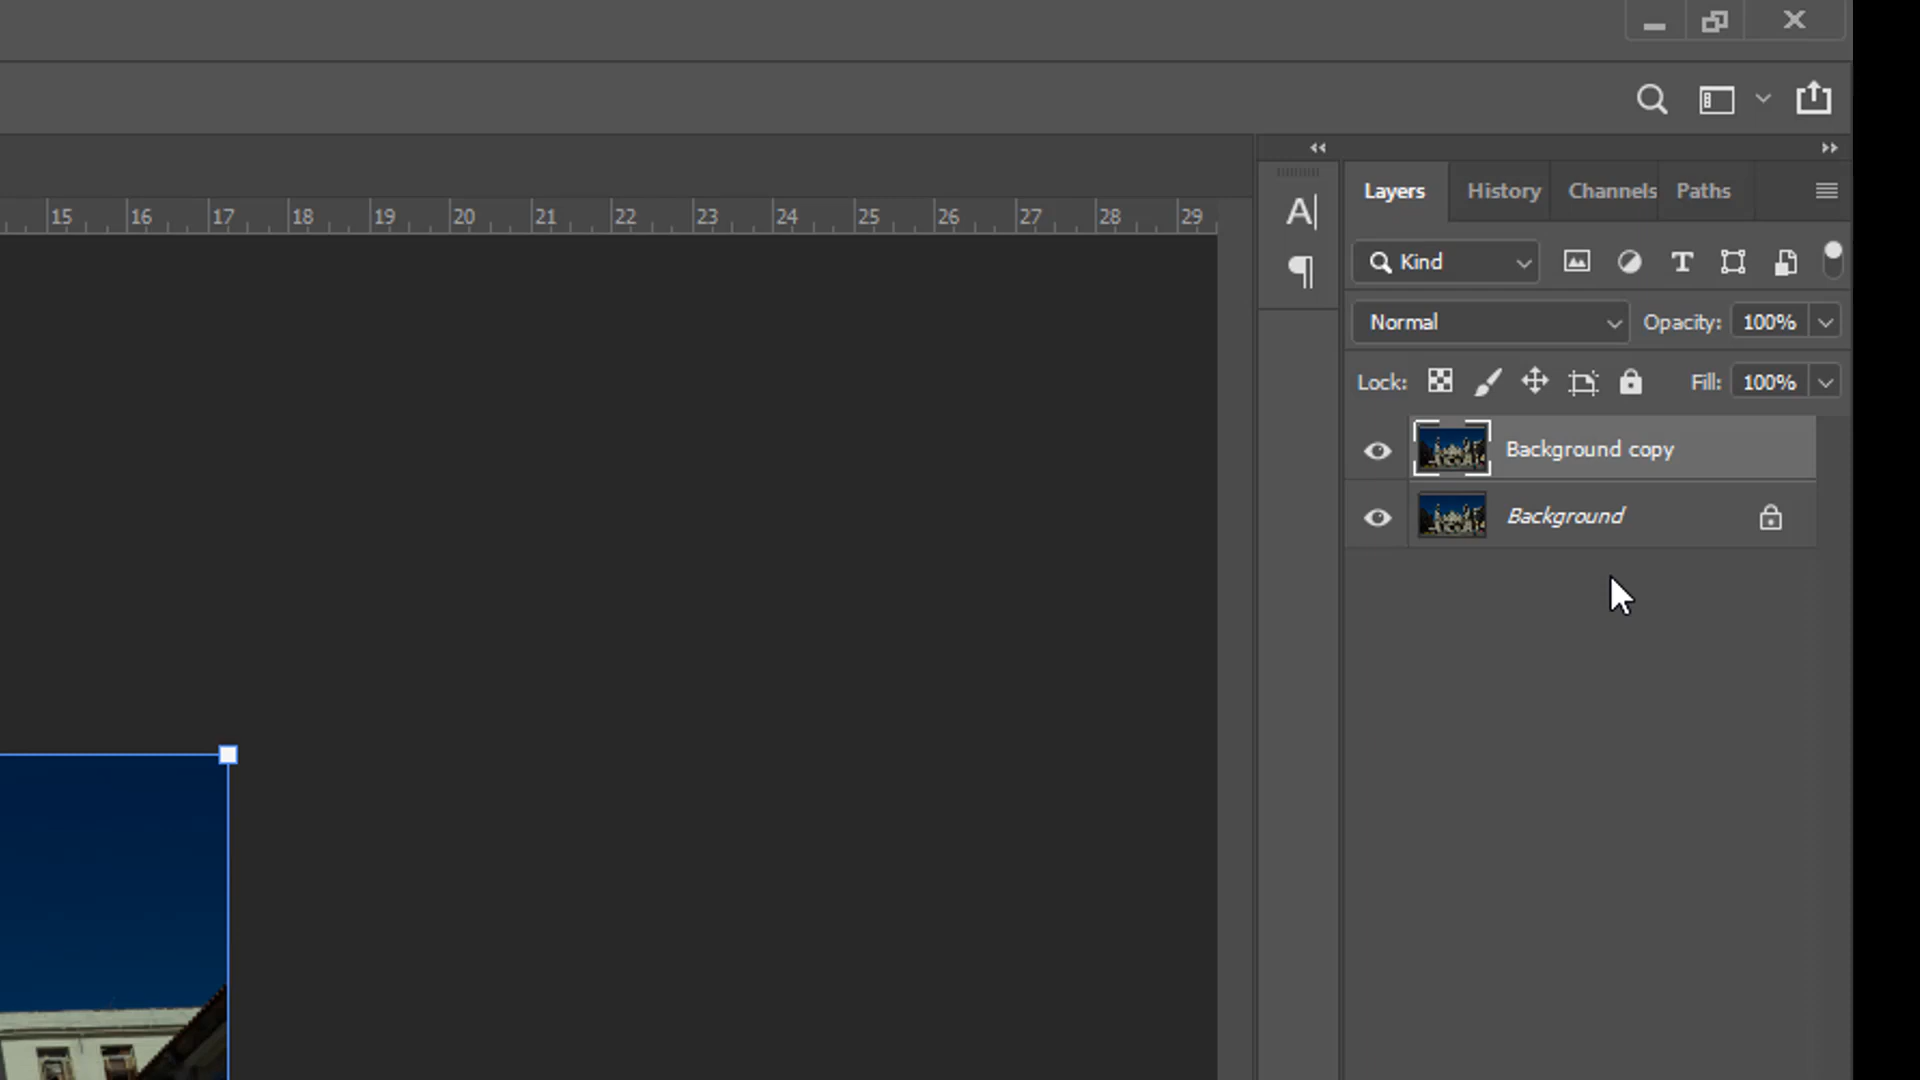 15 16 17 18 19 20 21 22 23 24 25 26 27 28 29
A
Layers History Channels Paths
Kind T
Normal Opacity: 100%
Lock: Fill: 100%
Background copy
Background